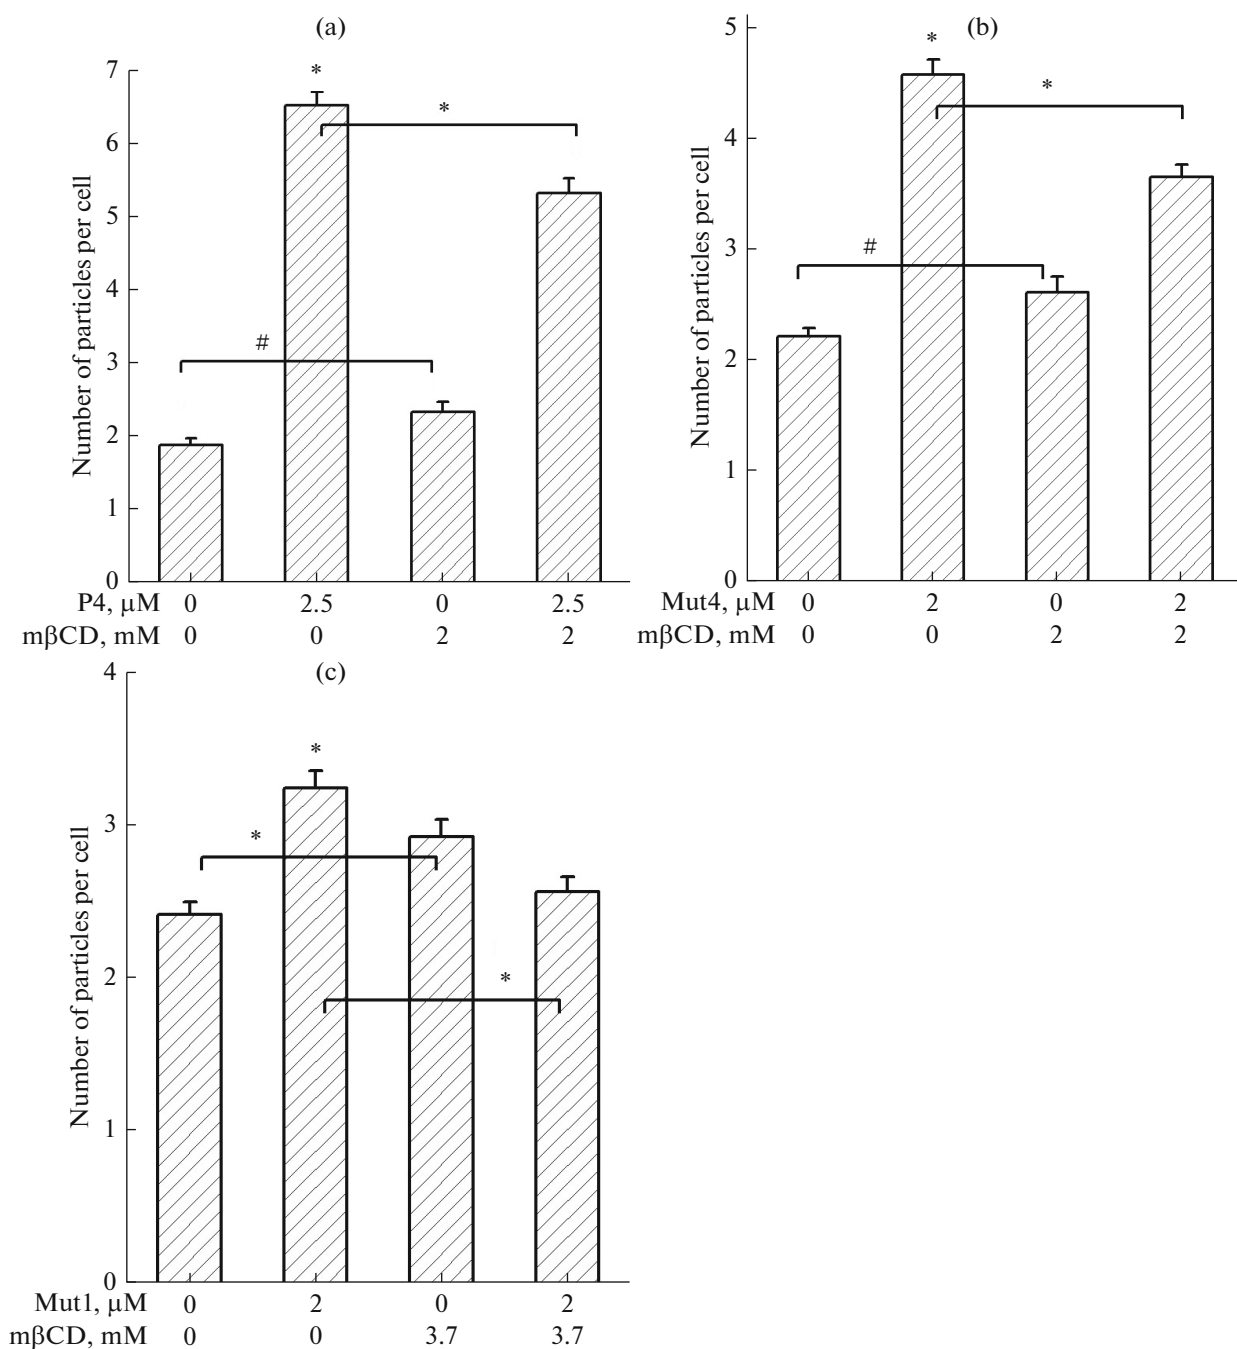 (a)
Number of particles per cell
7
*
*
6
5
4
3
#
2
1
0
P4, μM 0 2.5 0 2.5
mβCD, mM 0 0 2 2
(b)
Number of particles per cell
5
*
*
4
3
#
2
1
0
Mut4, μM 0 2 0 2
mβCD, mM 0 0 2 2
(c)
Number of particles per cell
4
*
3
*
2
*
1
0
Mut1, μM 0 2 0 2
mβCD, mM 0 0 3.7 3.7